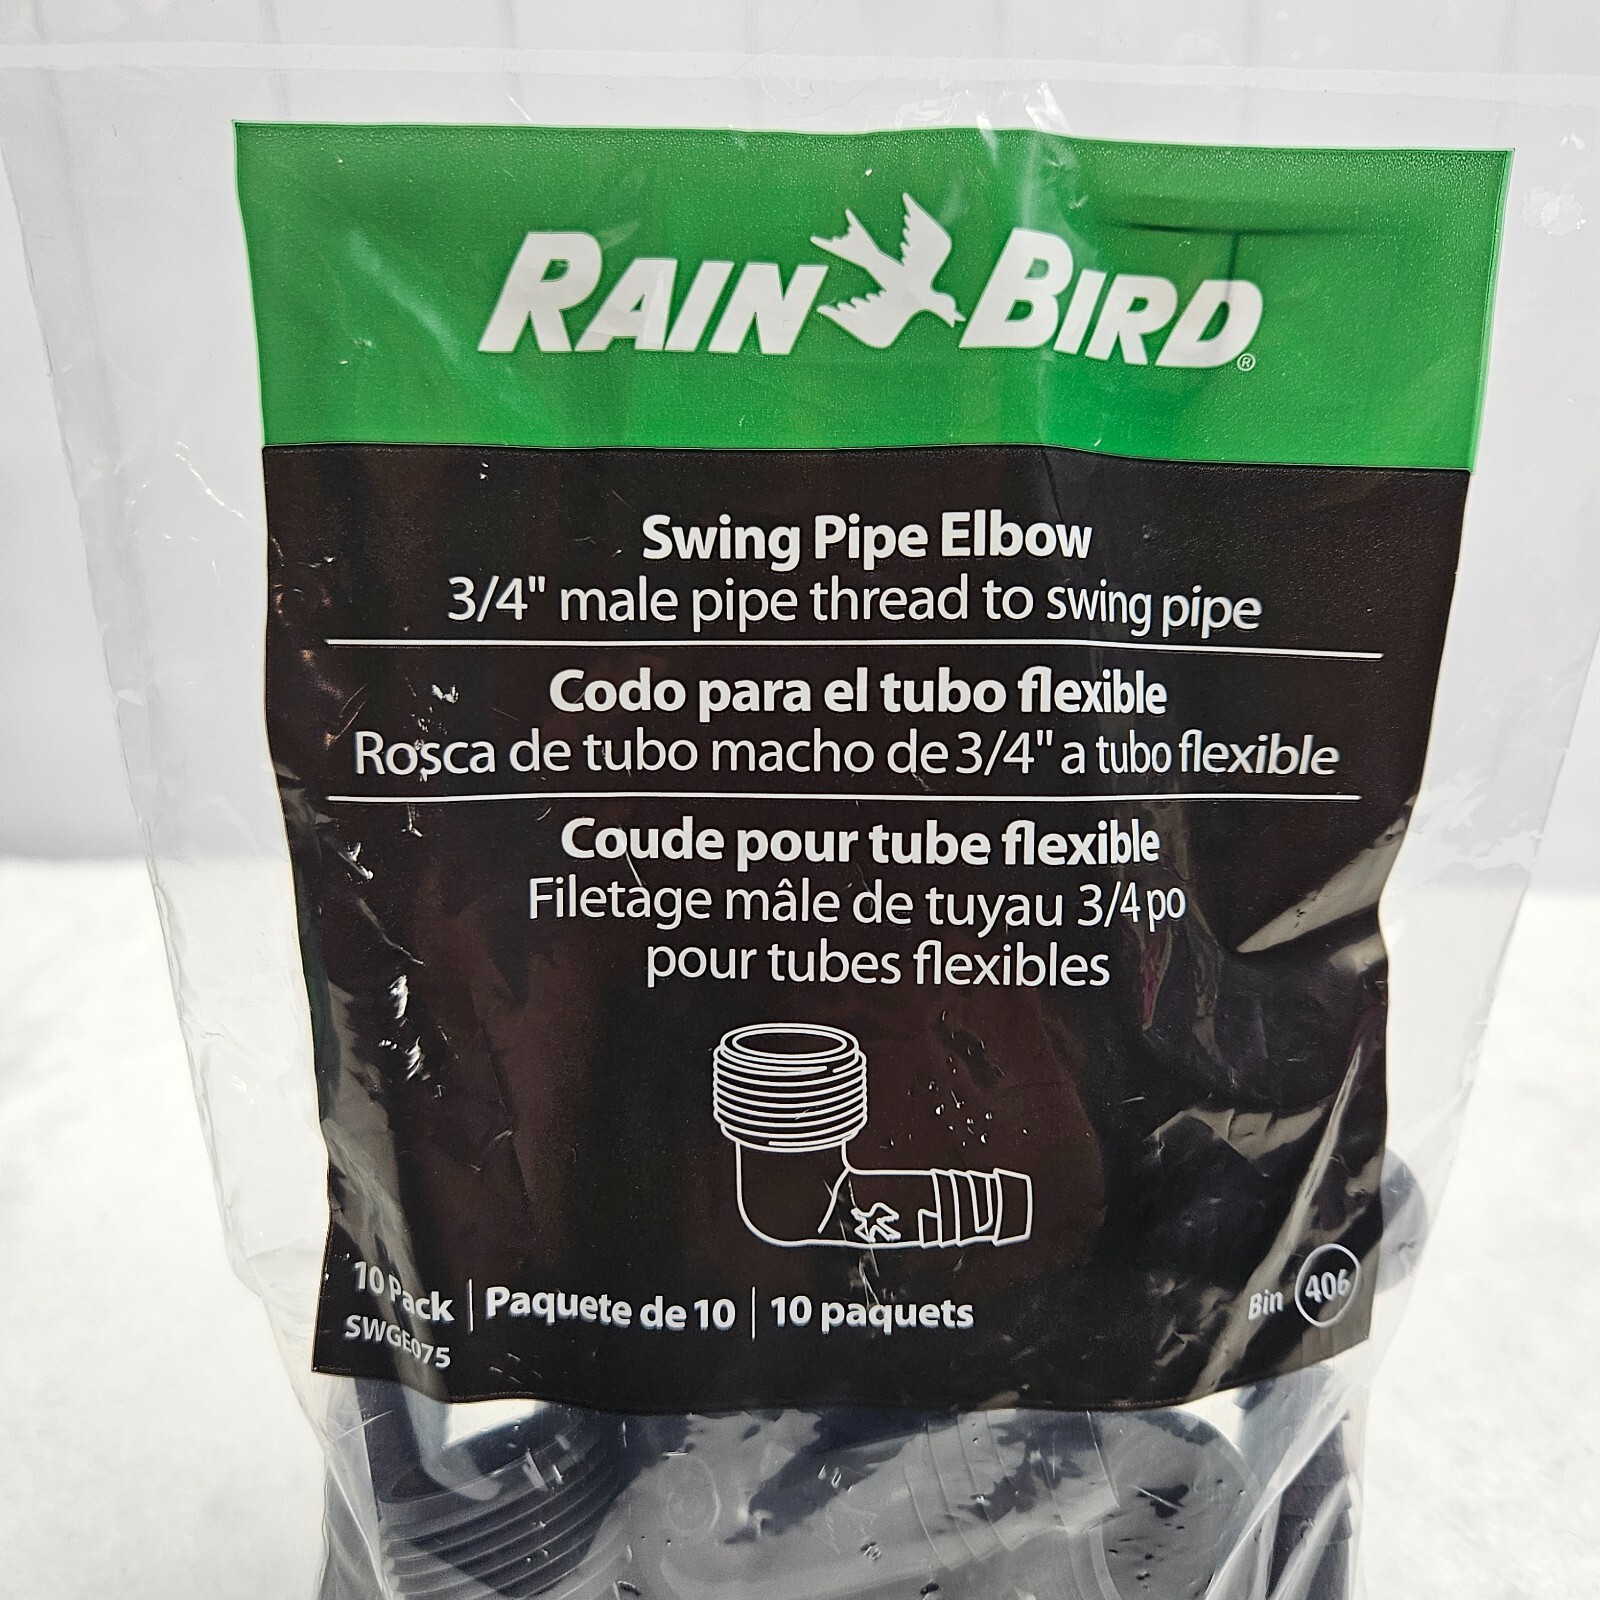 RAIN BIRD®
Swing Pipe Elbow
3/4" male pipe thread to swing pipe
Codo para el tubo flexible
Rosca de tubo macho de 3/4" a tubo flexible
Coude pour tube flexible
Filetage mâle de tuyau 3/4 po
pour tubes flexibles
10 Pack | Paquete de 10 | 10 paquets
SWGE075
Bin 406